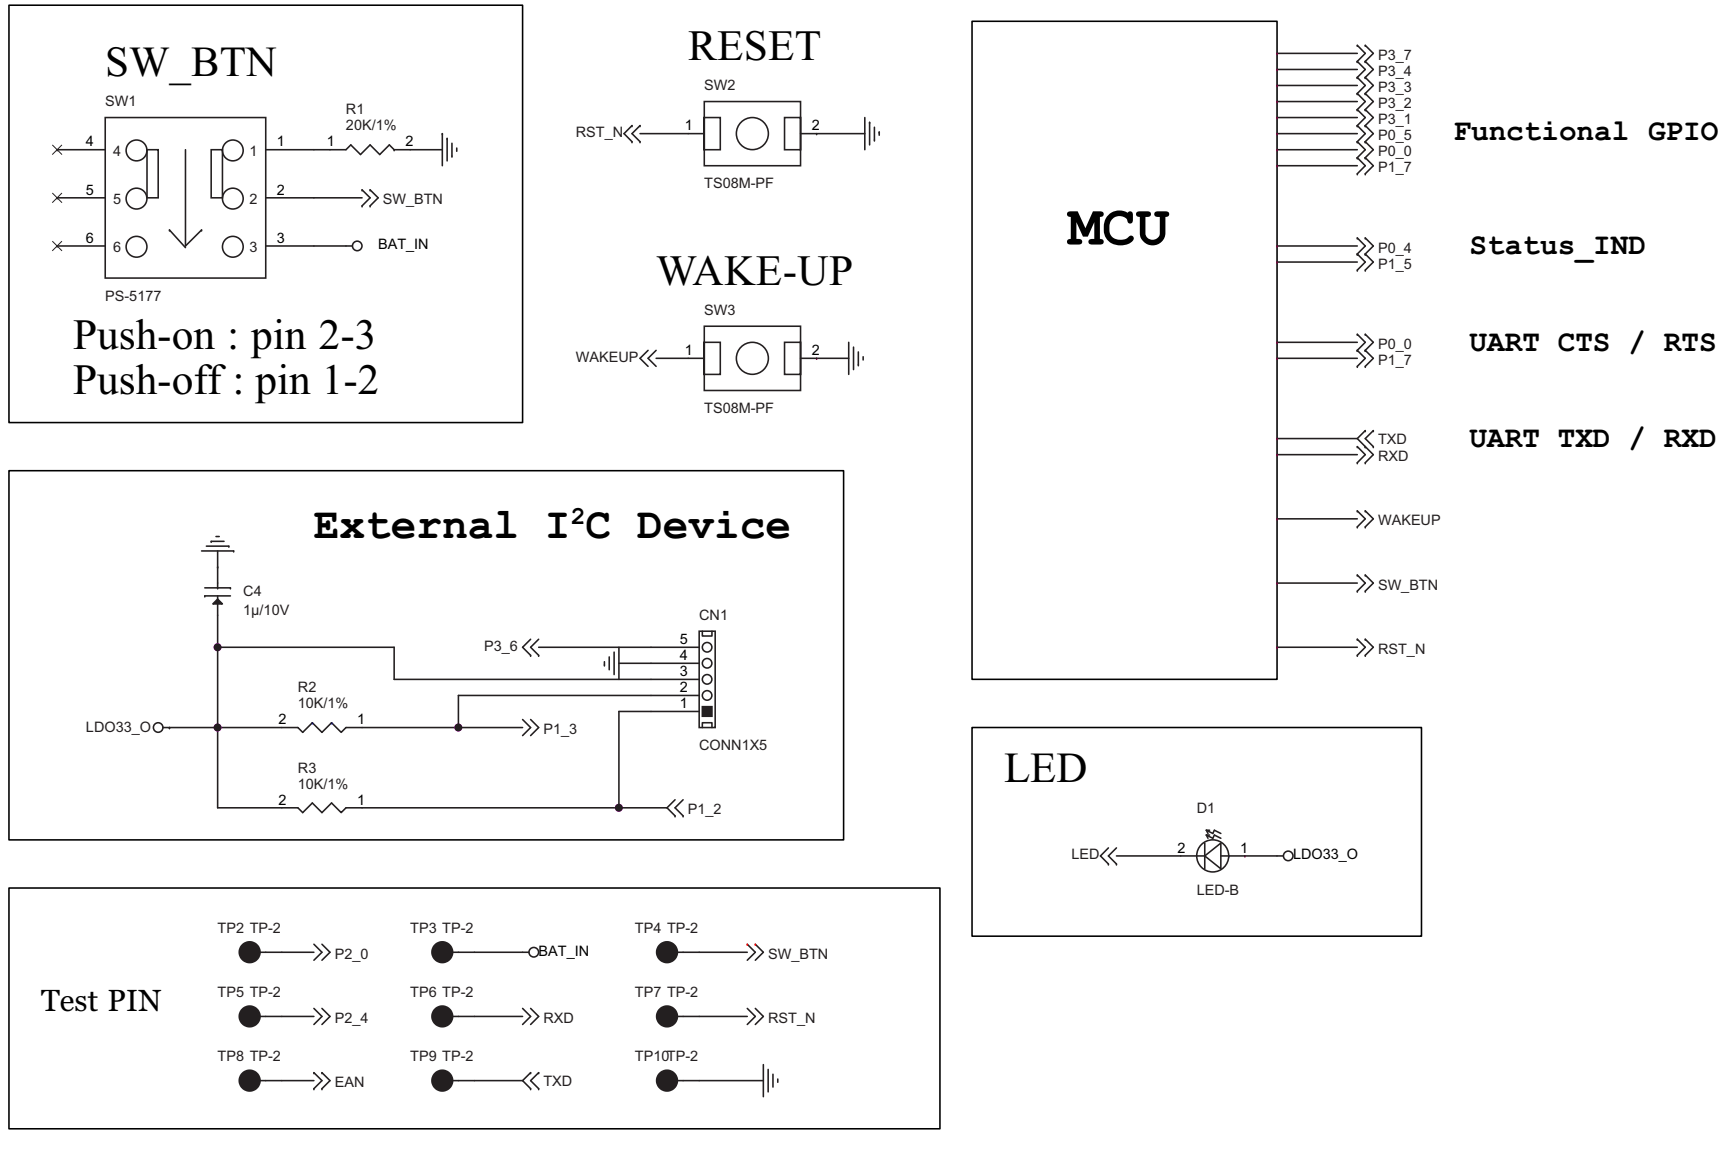 SW_BTN
SW1
R1
20K/1%
4 4 1 1 1 2
5 5 2 2 SW_BTN
6 6 3 3 BAT_IN
PS-5177
Push-on : pin 2-3
Push-off : pin 1-2
RESET
SW2
RST_N 1 2
TS08M-PF
WAKE-UP
SW3
WAKEUP 1 2
TS08M-PF
MCU
P3_7
P3_4
P3_3
P3_2
P3_1
P0_5
P0_0
P1_7
Functional GPIO
P0_4
P1_5
Status_IND
P0_0
P1_7
UART CTS / RTS
TXD
RXD
UART TXD / RXD
WAKEUP
SW_BTN
RST_N
External I²C Device
C4
1µ/10V
CN1
P3_6 5
4
3
2
1
CONN1X5
R2
10K/1%
LDO33_O 2 1 P1_3
R3
10K/1%
2 1 P1_2
LED
D1
LED 2 1 LDO33_O
LED-B
Test PIN
TP2 TP-2 TP3 TP-2 TP4 TP-2
P2_0 BAT_IN SW_BTN
TP5 TP-2 TP6 TP-2 TP7 TP-2
P2_4 RXD RST_N
TP8 TP-2 TP9 TP-2 TP10TP-2
EAN TXD